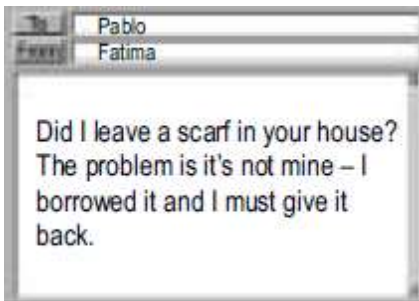 To Pablo
From Fatima
Did I leave a scarf in your house?
The problem is it's not mine – I
borrowed it and I must give it
back.